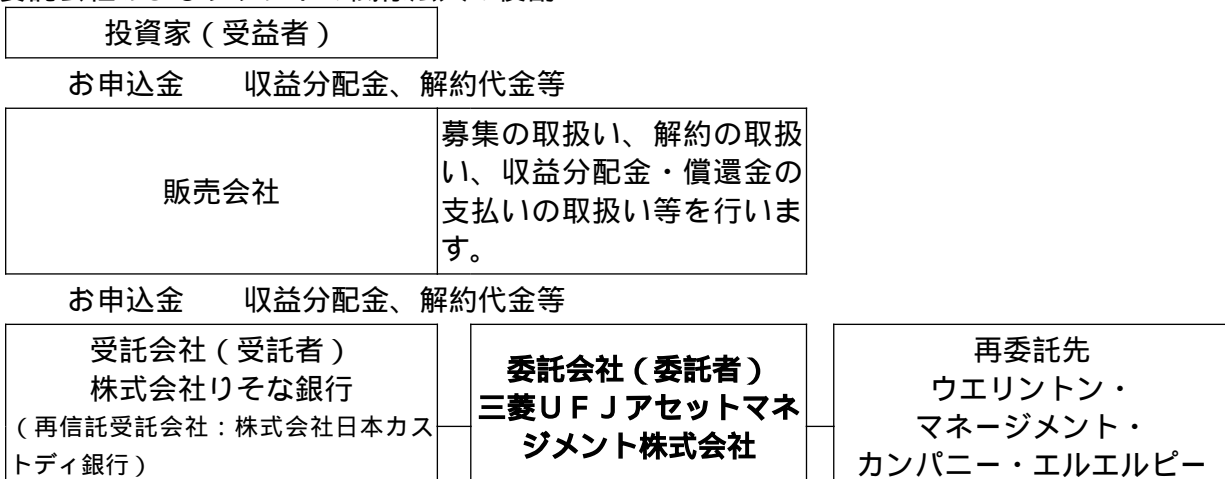 投資家(受益者)
お申込金 収益分配金、解約代金等
販売会社
募集の取扱い、解約の取扱
い、収益分配金・償還金の
支払いの取扱い等を行いま
す。
お申込金 収益分配金、解約代金等
受託会社(受託者)
株式会社りそな銀行
(再信託受託会社:株式会社日本カス
トディ銀行)
委託会社(委託者)
三菱UFJアセットマネ
ジメント株式会社
再委託先
ウエリントン・
マネージメント・
カンパニー・エルエルピー